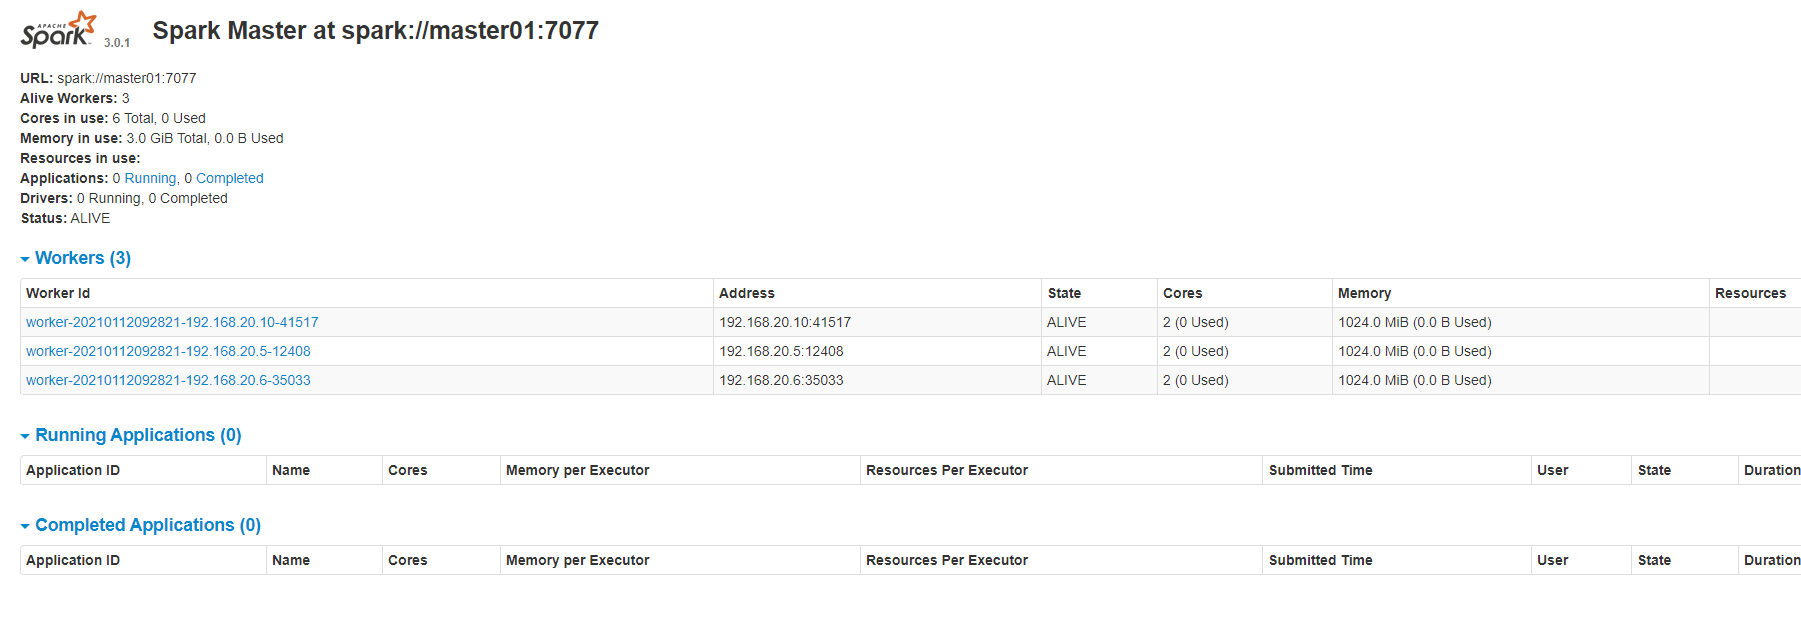 APACHE
Spark 3.0.1 Spark Master at spark://master01:7077
URL: spark://master01:7077
Alive Workers: 3
Cores in use: 6 Total, 0 Used
Memory in use: 3.0 GiB Total, 0.0 B Used
Resources in use:
Applications: 0 Running, 0 Completed
Drivers: 0 Running, 0 Completed
Status: ALIVE
Workers (3)
Worker Id Address State Cores Memory Resources
worker-20210112092821-192.168.20.10-41517 192.168.20.10:41517 ALIVE 2 (0 Used) 1024.0 MiB (0.0 B Used)
worker-20210112092821-192.168.20.5-12408 192.168.20.5:12408 ALIVE 2 (0 Used) 1024.0 MiB (0.0 B Used)
worker-20210112092821-192.168.20.6-35033 192.168.20.6:35033 ALIVE 2 (0 Used) 1024.0 MiB (0.0 B Used)
Running Applications (0)
Application ID Name Cores Memory per Executor Resources Per Executor Submitted Time User State Duration
Completed Applications (0)
Application ID Name Cores Memory per Executor Resources Per Executor Submitted Time User State Duration